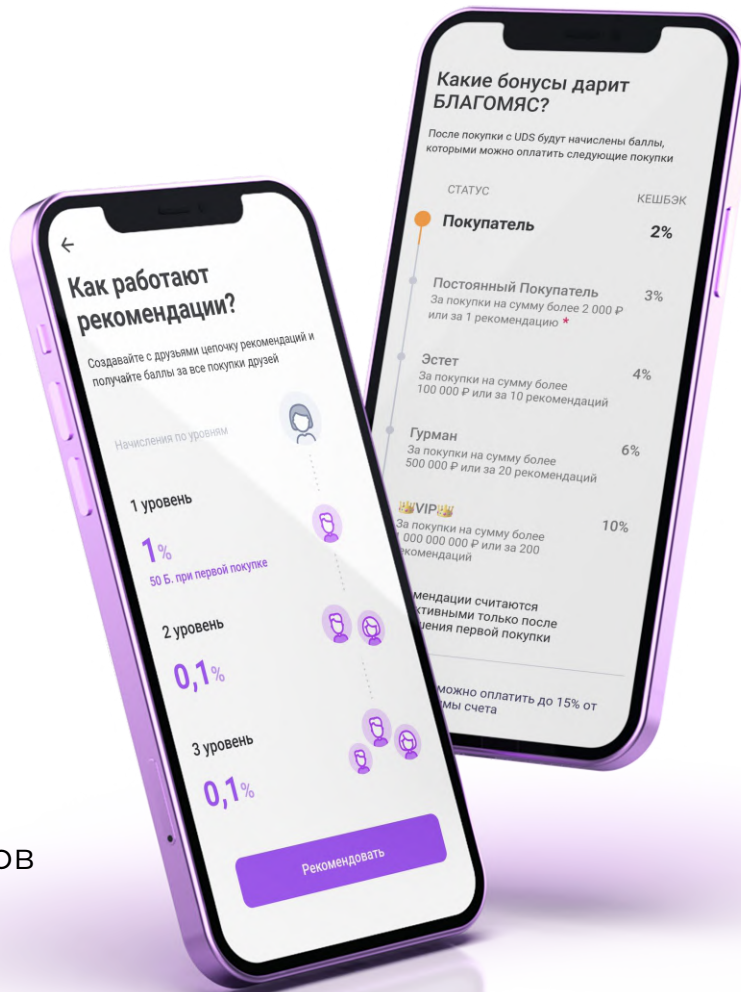 Как работают
рекомендации?
Создавайте с друзьями цепочку рекомендаций и
получайте баллы за все покупки друзей
Начисления по уровням
1 уровень
1%
50 Б. при первой покупке
2 уровень
0,1%
3 уровень
0,1%
Рекомендовать
Какие бонусы дарит
БЛАГОМЯС?
После покупки с UDS будут начислены баллы,
которыми можно оплатить следующие покупки
СТАТУС КЕШБЭК
Покупатель 2%
Постоянный Покупатель 3%
За покупки на сумму более 2 000 ₽
или за 1 рекомендацию *
Эстет 4%
За покупки на сумму более
100 000 ₽ или за 10 рекомендаций
Гурман 6%
За покупки на сумму более
500 000 ₽ или за 20 рекомендаций
👑VIP👑 10%
За покупки на сумму более
000 000 000 ₽ или за 200
екомендаций
мендации считаются
ктивными только после
шения первой покупки
можно оплатить до 15% от
мы счета
ов